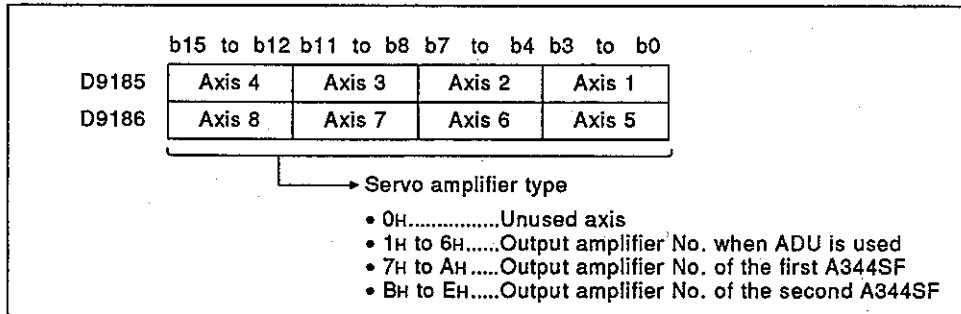 b15 to b12 b11 to b8 b7 to b4 b3 to b0
D9185 Axis 4 Axis 3 Axis 2 Axis 1
D9186 Axis 8 Axis 7 Axis 6 Axis 5
Servo amplifier type
• 0H................Unused axis
• 1H to 6H......Output amplifier No. when ADU is used
• 7H to AH.....Output amplifier No. of the first A344SF
• BH to EH.....Output amplifier No. of the second A344SF